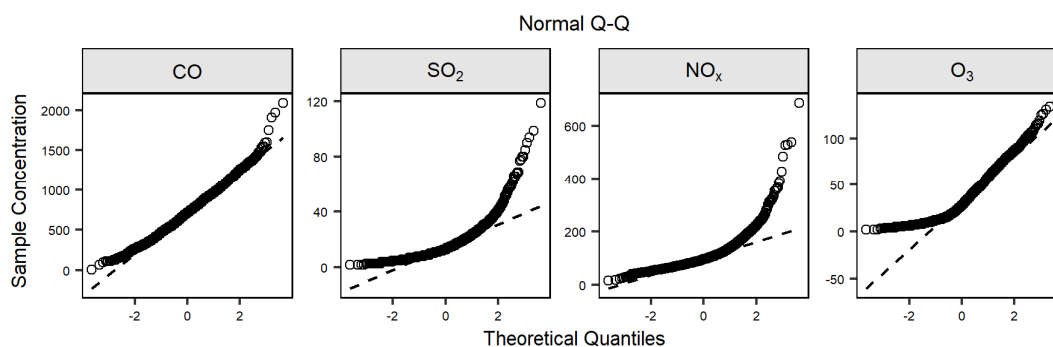 Normal Q-Q
CO
SO₂
NOₓ
O₃
Sample Concentration
2000
1500
1000
500
0
120
80
40
0
600
400
200
0
100
50
0
-50
-2 0 2
-2 0 2
-2 0 2
-2 0 2
Theoretical Quantiles